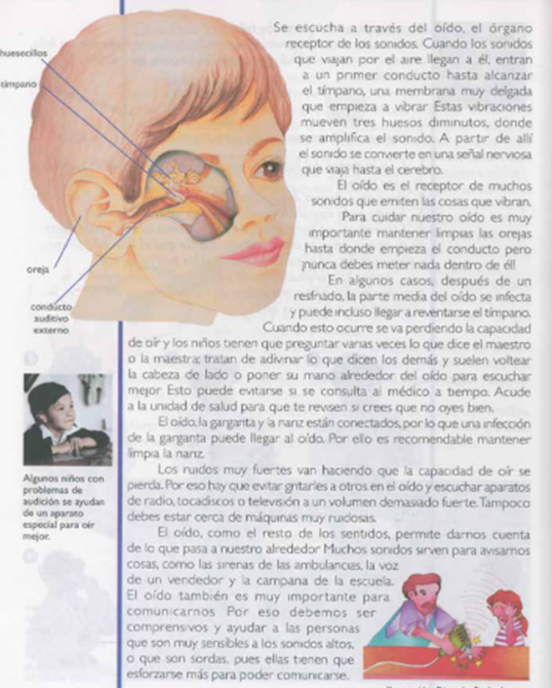 huesecillos
tímpano
oreja
conducto
auditivo
externo
Se escucha a través del oído, el órgano
receptor de los sonidos. Cuando los sonidos
que viajan por el aire llegan a él, entran
a un primer conducto hasta alcanzar
el tímpano, una membrana muy delgada
que empieza a vibrar Estas vibraciones
mueven tres huesos diminutos, donde
se amplifica el sonido. A partir de allí
el sonido se convierte en una señal nerviosa
que viaja hasta el cerebro.
El oído es el receptor de muchos
sonidos que emiten las cosas que vibran.
Para cuidar nuestro oído es muy
importante mantener limpias las orejas
hasta donde empieza el conducto pero
¡nunca debes meter nada dentro de él!
En algunos casos, después de un
resfriado, la parte media del oído se infecta
y puede incluso llegar a reventarse el tímpano.
Cuando esto ocurre se va perdiendo la capacidad
de oír y los niños tienen que preguntar varias veces lo que dice el maestro
o la maestra; tratan de adivinar lo que dicen los demás y suelen voltear
la cabeza de lado o poner su mano alrededor del oído para escuchar
mejor Esto puede evitarse si se consulta al médico a tiempo. Acude
a la unidad de salud para que te revisen si crees que no oyes bien.
El oído, la garganta y la nariz están conectados, por lo que una infección
de la garganta puede llegar al oído. Por ello es recomendable mantener
limpia la nariz.
Los ruidos muy fuertes van haciendo que la capacidad de oír se
pierda. Por eso hay que evitar gritarles a otros en el oído y escuchar aparatos
de radio, tocadiscos o televisión a un volumen demasiado fuerte. Tampoco
debes estar cerca de máquinas muy ruidosas.
El oído, como el resto de los sentidos, permite darnos cuenta
de lo que pasa a nuestro alrededor Muchos sonidos sirven para avisarnos
cosas, como las sirenas de las ambulancias, la voz
de un vendedor y la campana de la escuela.
El oído también es muy importante para
comunicarnos Por eso debemos ser
comprensivos y ayudar a las personas
que son muy sensibles a los sonidos altos,
o que son sordas, pues ellas tienen que
esforzarse más para poder comunicarse.
Algunos niños con
problemas de
audición se ayudan
de un aparato
especial para oír
mejor.